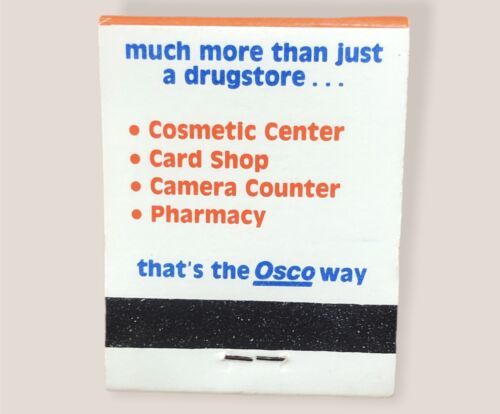 much more than just
a drugstore . . .
• Cosmetic Center
• Card Shop
• Camera Counter
• Pharmacy
that's the Osco way